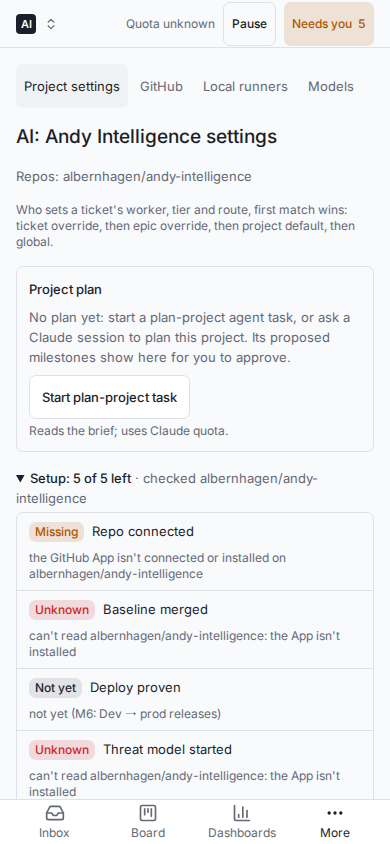 AI
Quota unknown
Pause
Needs you 5
Project settings
GitHub
Local runners
Models
AI: Andy Intelligence settings
Repos: albernhagen/andy-intelligence
Who sets a ticket's worker, tier and route, first match wins:
ticket override, then epic override, then project default, then
global.
Project plan
No plan yet: start a plan-project agent task, or ask a
Claude session to plan this project. Its proposed
milestones show here for you to approve.
Start plan-project task
Reads the brief; uses Claude quota.
▼ Setup: 5 of 5 left · checked albernhagen/andy-
intelligence
Missing Repo connected
the GitHub App isn't connected or installed on
albernhagen/andy-intelligence
Unknown Baseline merged
can't read albernhagen/andy-intelligence: the App isn't
installed
Not yet Deploy proven
not yet (M6: Dev → prod releases)
Unknown Threat model started
can't read albernhagen/andy-intelligence: the App isn't
installed
Inbox
Board
Dashboards
More